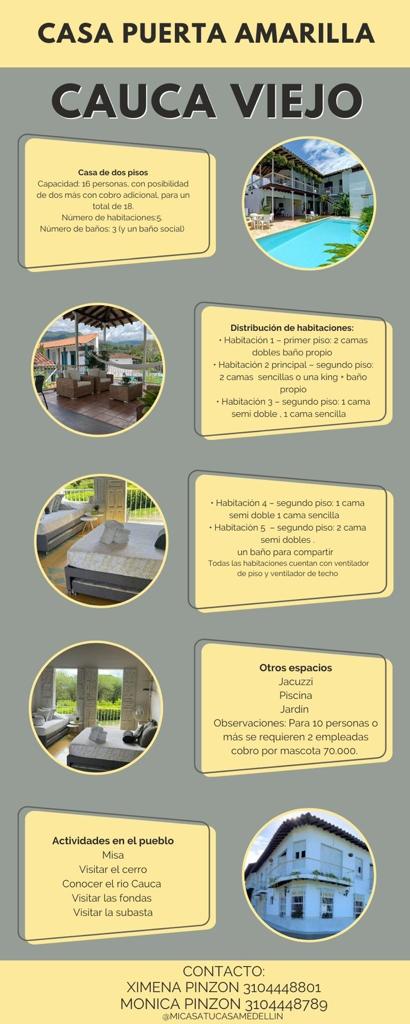 CASA PUERTA AMARILLA
CAUCA VIEJO
Casa de dos pisos
Capacidad: 16 personas, con posibilidad
de dos más con cobro adicional, para un
total de 18.
Número de habitaciones:5.
Número de baños: 3 (y un baño social)
Distribución de habitaciones:
• Habitación 1 – primer piso: 2 camas
dobles baño propio
• Habitación 2 principal – segundo piso:
2 camas sencillas o una king + baño
propio
• Habitación 3 – segundo piso: 1 cama
semi doble , 1 cama sencilla
• Habitación 4 – segundo piso: 1 cama
semi doble 1 cama sencilla
• Habitación 5 – segundo piso: 2 cama
semi dobles .
un baño para compartir
Todas las habitaciones cuentan con ventilador
de piso y ventilador de techo
Otros espacios
Jacuzzi
Piscina
Jardín
Observaciones: Para 10 personas o
más se requieren 2 empleadas
cobro por mascota 70.000.
Actividades en el pueblo
Misa
Visitar el cerro
Conocer el rio Cauca
Visitar las fondas
Visitar la subasta
CONTACTO:
XIMENA PINZON 3104448801
MONICA PINZON 3104448789
@MICASATUCASAMEDELLIN